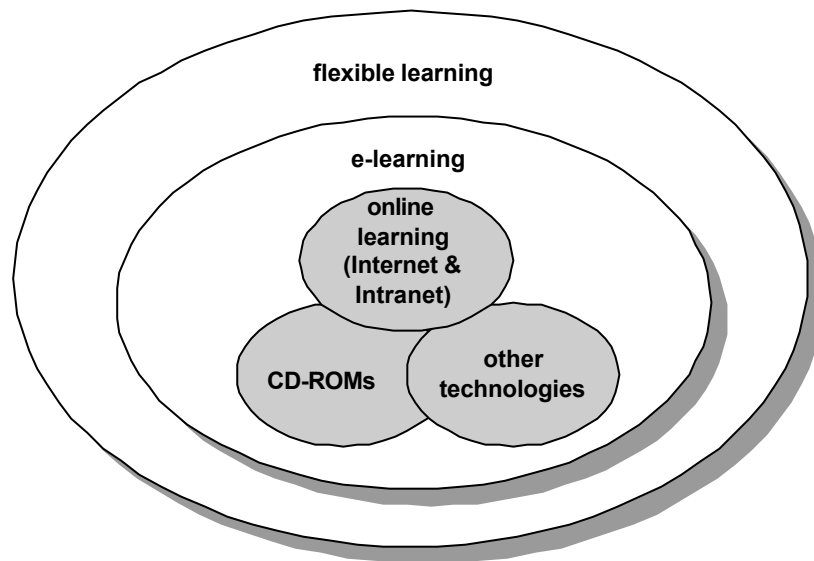 flexible learning
e-learning
online
learning
(Internet &
Intranet)
CD-ROMs
other
technologies